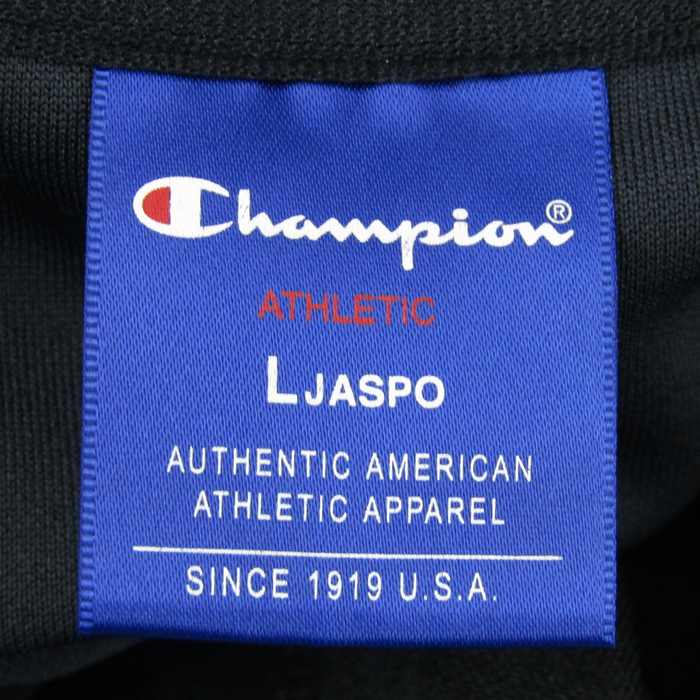 Champion®
ATHLETIC
L JASPO
AUTHENTIC AMERICAN
ATHLETIC APPAREL
SINCE 1919 U.S.A.